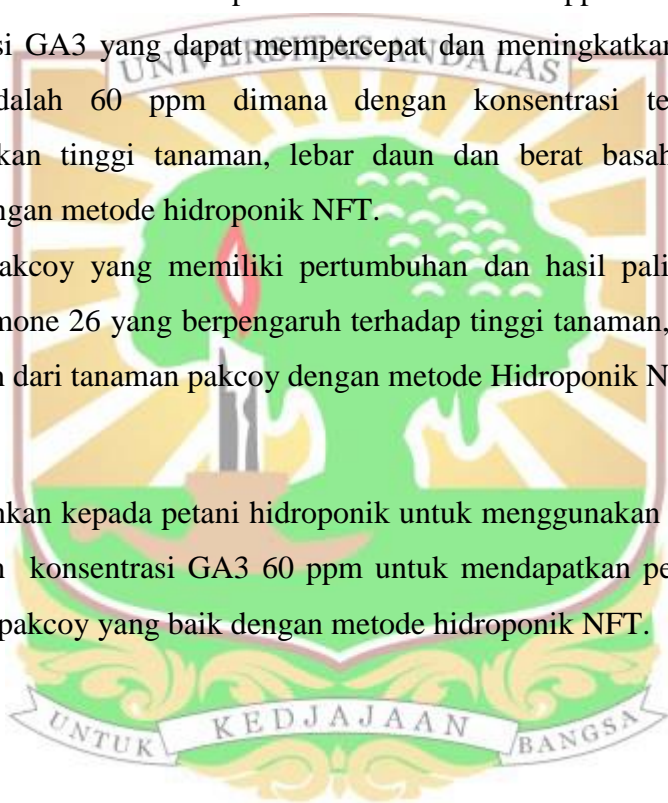 si GA3 yang dapat mempercepat dan meningkatkan
UNIVERSITAS ANDALAS
dalah 60 ppm dimana dengan konsentrasi te
kan tinggi tanaman, lebar daun dan berat basah
ngan metode hidroponik NFT.
pakcoy yang memiliki pertumbuhan dan hasil pali
mone 26 yang berpengaruh terhadap tinggi tanaman,
n dari tanaman pakcoy dengan metode Hidroponik N
nkan kepada petani hidroponik untuk menggunakan
n konsentrasi GA3 60 ppm untuk mendapatkan pe
pakcoy yang baik dengan metode hidroponik NFT.
UNTUK KEDJAJAAN BANGSA